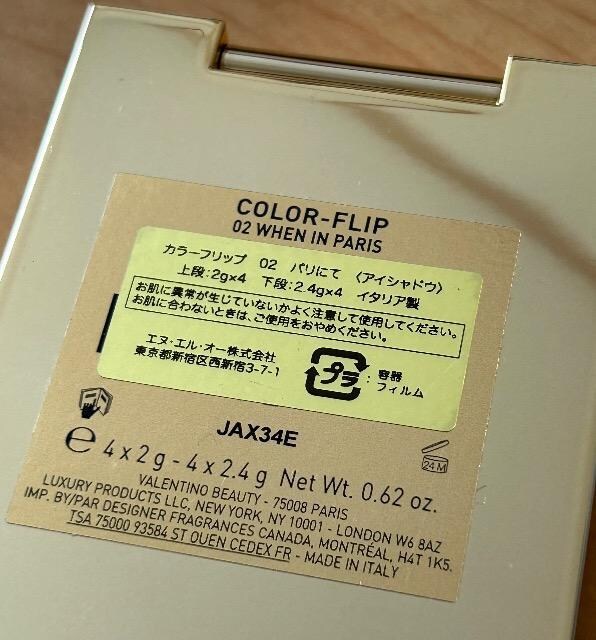 COLOR-FLIP
02 WHEN IN PARIS
カラーフリップ 02 パリにて 〈アイシャドウ〉
上段:2g×4 下段:2.4g×4 イタリア製
お肌に異常が生じていないかよく注意して使用してください。
お肌に合わないときは、ご使用をおやめください。
エヌ・エル・オー株式会社
東京都新宿区西新宿3-7-1
プラ : 容器
フィルム
JAX34E
24 M
e 4 x 2 g - 4 x 2.4 g Net Wt. 0.62 oz.
VALENTINO BEAUTY - 75008 PARIS
LUXURY PRODUCTS LLC, NEW YORK, NY 10001 - LONDON W6 8AZ
IMP. BY/PAR DESIGNER FRAGRANCES CANADA, MONTRÉAL, H4T 1K5.
TSA 75000 93584 ST OUEN CEDEX FR - MADE IN ITALY